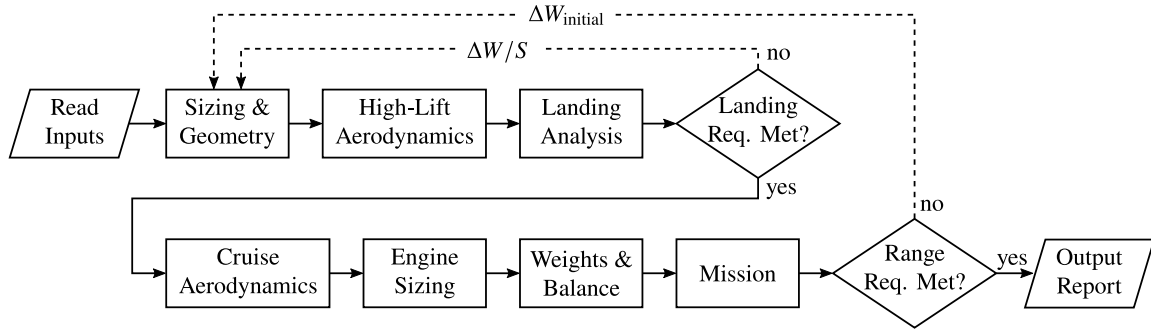 ΔW_initial
ΔW/S
no
Read
Inputs
Sizing &
Geometry
High-Lift
Aerodynamics
Landing
Analysis
Landing
Req. Met?
yes
no
Cruise
Aerodynamics
Engine
Sizing
Weights &
Balance
Mission
Range
Req. Met?
yes
Output
Report